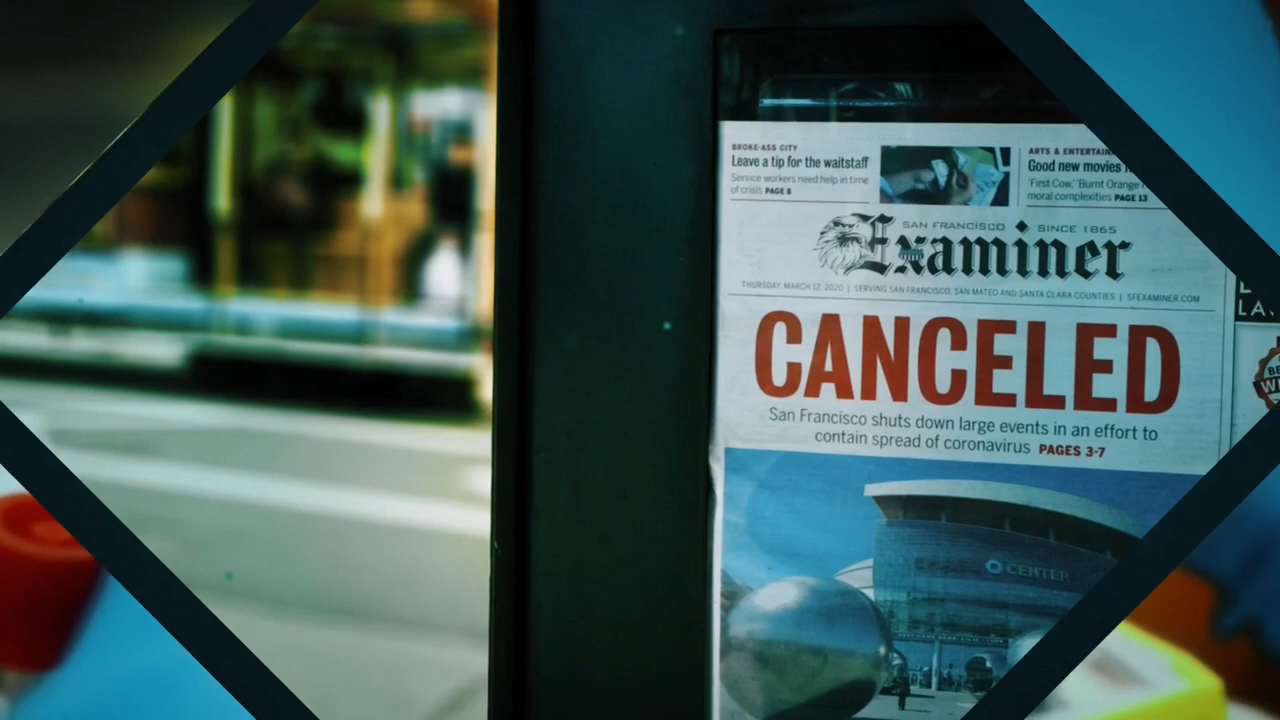 BROKE-ASS CITY
Leave a tip for the waitstaff
Service workers need help in time
of crisis PAGE 8
ARTS & ENTERTAIN
Good new movies
'First Cow,' 'Burnt Orange
moral complexities PAGE 13
SAN FRANCISCO SINCE 1865
Examiner
THURSDAY, MARCH 12, 2020 | SERVING SAN FRANCISCO, SAN MATEO AND SANTA CLARA COUNTIES | SFEXAMINER.COM
CANCELED
San Francisco shuts down large events in an effort to
contain spread of coronavirus PAGES 3-7
CENTER